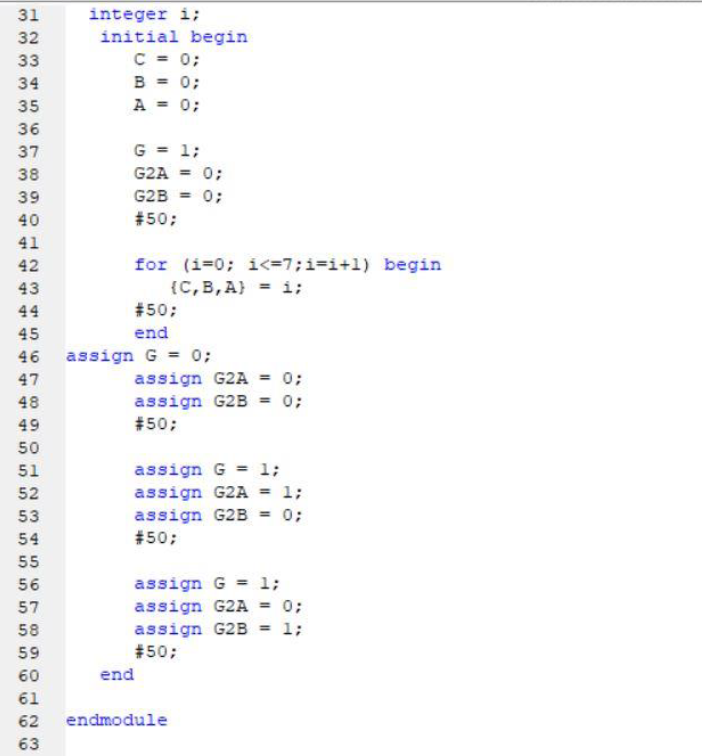 31 integer i;
32 initial begin
33 C = 0;
34 B = 0;
35 A = 0;
36
37 G = 1;
38 G2A = 0;
39 G2B = 0;
40 #50;
41
42 for (i=0; i<=7;i=i+1) begin
43 {C,B,A} = i;
44 #50;
45 end
46 assign G = 0;
47 assign G2A = 0;
48 assign G2B = 0;
49 #50;
50
51 assign G = 1;
52 assign G2A = 1;
53 assign G2B = 0;
54 #50;
55
56 assign G = 1;
57 assign G2A = 0;
58 assign G2B = 1;
59 #50;
60 end
61
62 endmodule
63